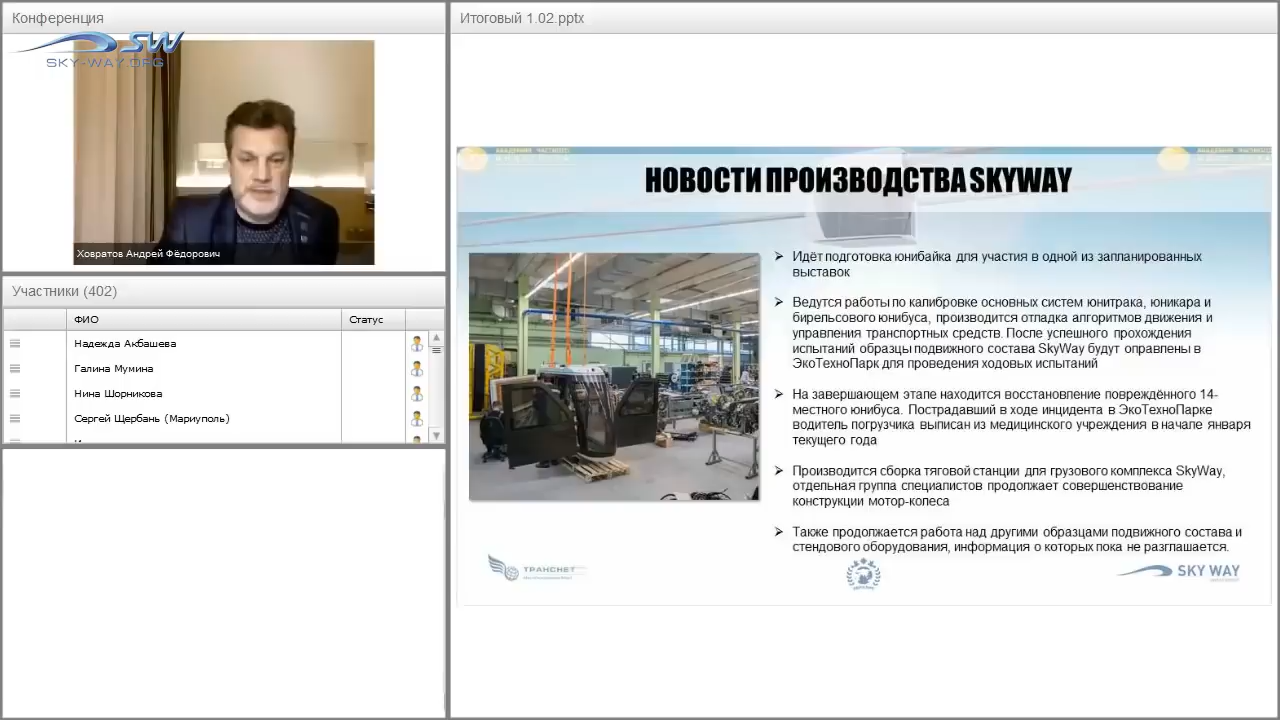 Конференция
SW
SKY-WAY.ORG
Ховратов Андрей Фёдорович
Участники (402)
ФИО
Статус
Надежда Акбашева
Галина Мумина
Нина Шорникова
Сергей Щербань (Мариуполь)
Итоговый 1.02.pptx
НОВОСТИ ПРОИЗВОДСТВА SKYWAY
Идёт подготовка юнибайка для участия в одной из запланированных
выставок
Ведутся работы по калибровке основных систем юнитрака, юникара и
бирельсового юнибуса, производится отладка алгоритмов движения и
управления транспортных средств. После успешного прохождения
испытаний образцы подвижного состава SkyWay будут оправлены в
ЭкоТехноПарк для проведения ходовых испытаний
На завершающем этапе находится восстановление повреждённого 14-
местного юнибуса. Пострадавший в ходе инцидента в ЭкоТехноПарке
водитель погрузчика выписан из медицинского учреждения в начале января
текущего года
Производится сборка тяговой станции для грузового комплекса SkyWay,
отдельная группа специалистов продолжает совершенствование
конструкции мотор-колеса
Также продолжается работа над другими образцами подвижного состава и
стендового оборудования, информация о которых пока не разглашается.
ТРАНСНЕТ
SKY WAY